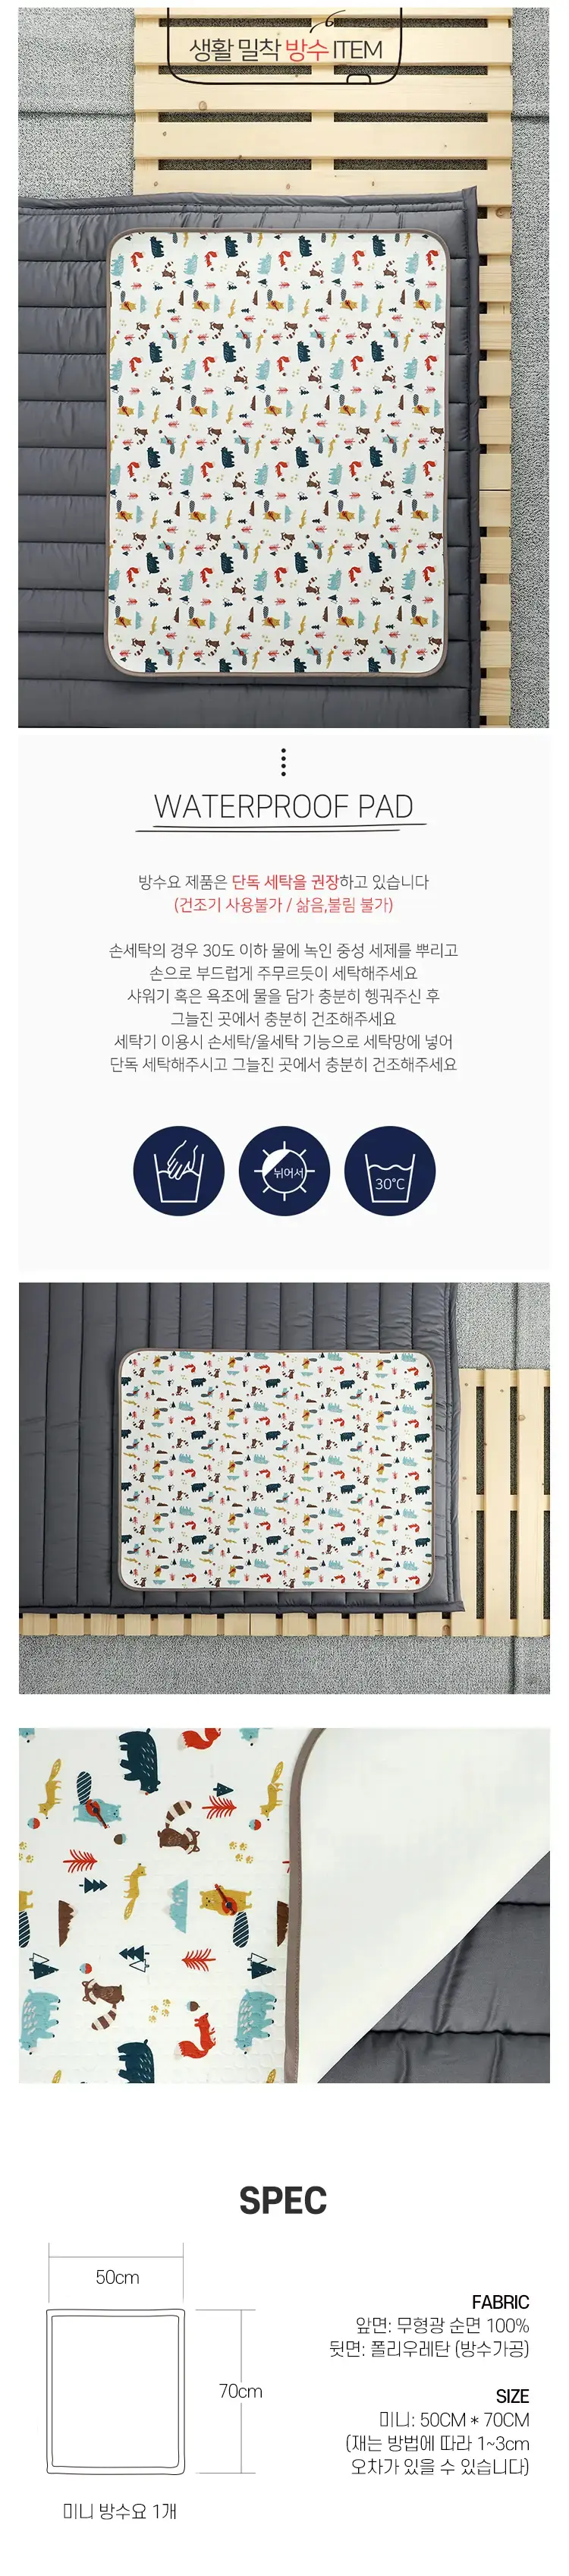 생활 밀착 방수 ITEM
WATERPROOF PAD
방수요 제품은 단독 세탁을 권장하고 있습니다
(건조기 사용불가 / 삶음,불림 불가)
손세탁의 경우 30도 이하 물에 녹인 중성 세제를 뿌리고
손으로 부드럽게 주무르듯이 세탁해주세요
샤워기 혹은 욕조에 물을 담가 충분히 헹궈주신 후
그늘진 곳에서 충분히 건조해주세요
세탁기 이용시 손세탁/울세탁 기능으로 세탁망에 넣어
단독 세탁해주시고 그늘진 곳에서 충분히 건조해주세요
뉘어서
30°C
SPEC
50cm
70cm
미니 방수요 1개
FABRIC
앞면: 무형광 순면 100%
뒷면: 폴리우레탄 (방수가공)
SIZE
미니: 50CM * 70CM
(재는 방법에 따라 1~3cm
오차가 있을 수 있습니다)